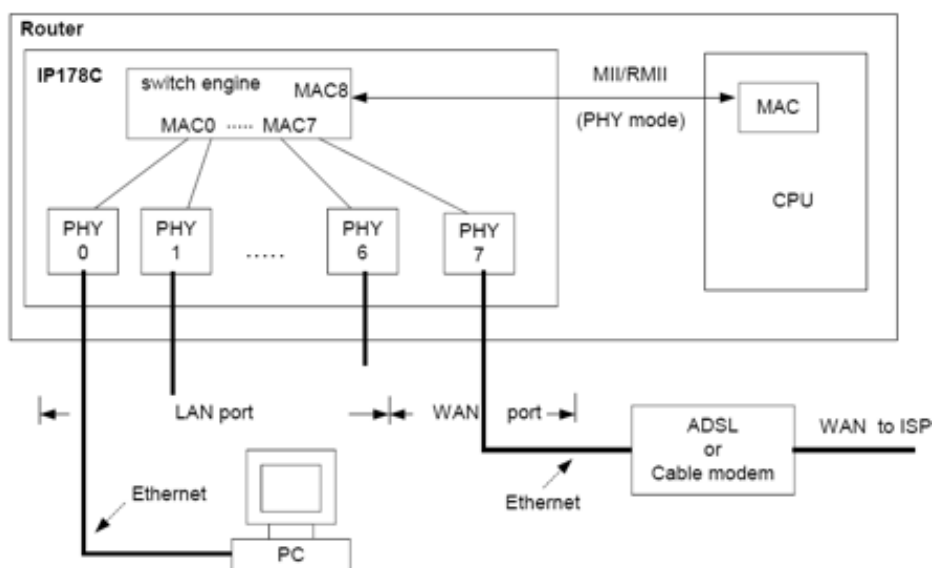 Router
IP178C
switch engine
MAC8
MAC0 ..... MAC7
MII/RMII
(PHY mode)
MAC
CPU
PHY
0
PHY
1
.....
PHY
6
PHY
7
LAN port
WAN port
ADSL
or
Cable modem
WAN to ISP
Ethernet
Ethernet
PC